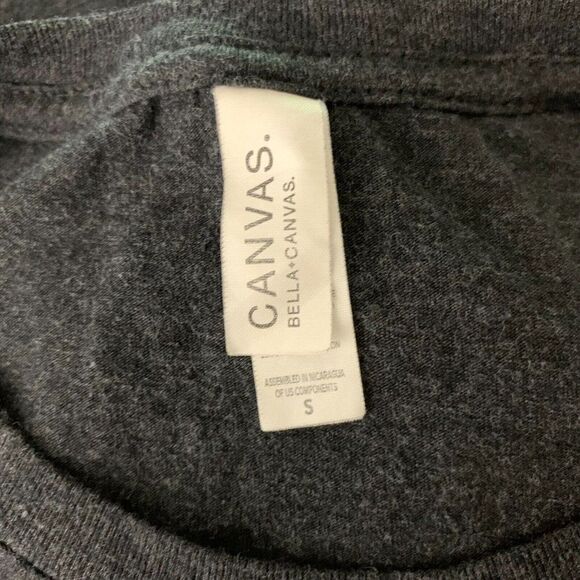 CANVAS.
BELLA+CANVAS.
ASSEMBLED IN NICARAGUA
OF US COMPONENTS
S